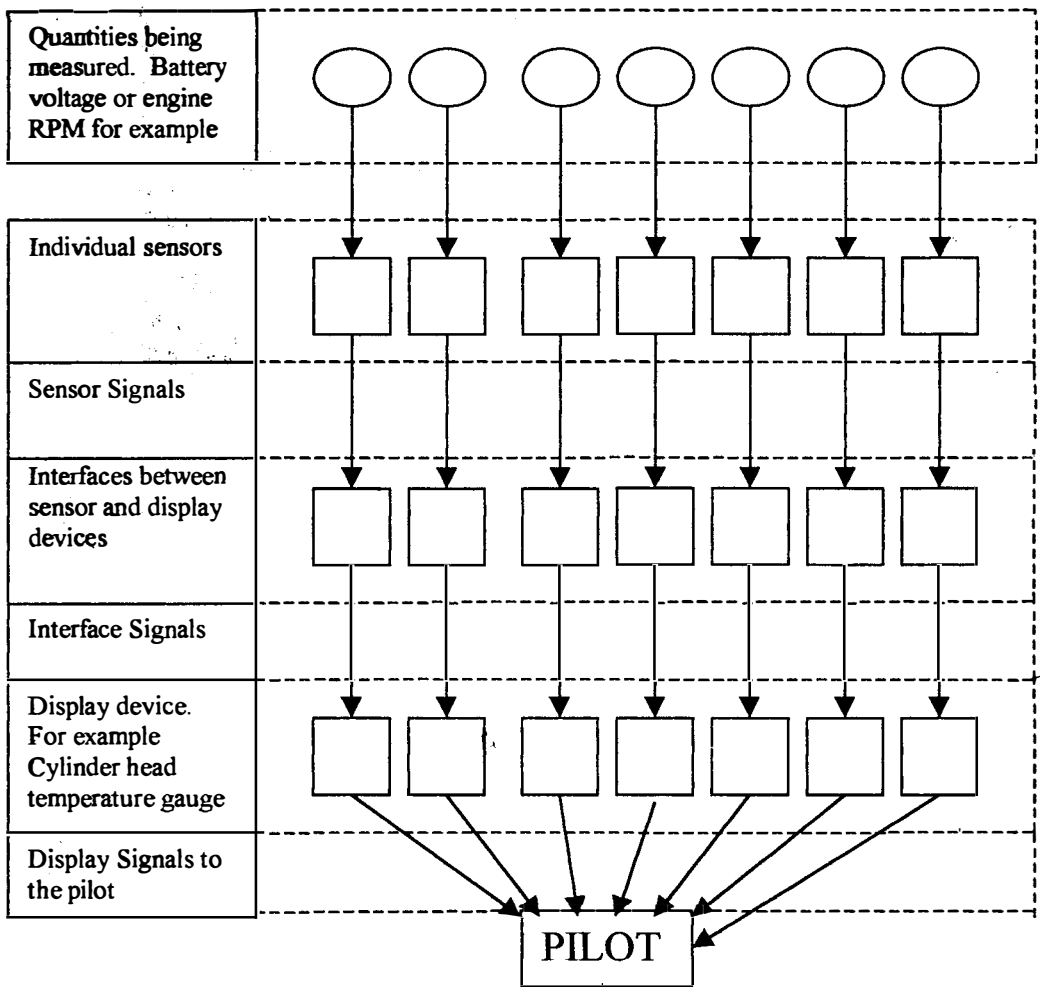 Quantities being
measured. Battery
voltage or engine
RPM for example
Individual sensors
Sensor Signals
Interfaces between
sensor and display
devices
Interface Signals
Display device.
For example
Cylinder head
temperature gauge
Display Signals to
the pilot
PILOT